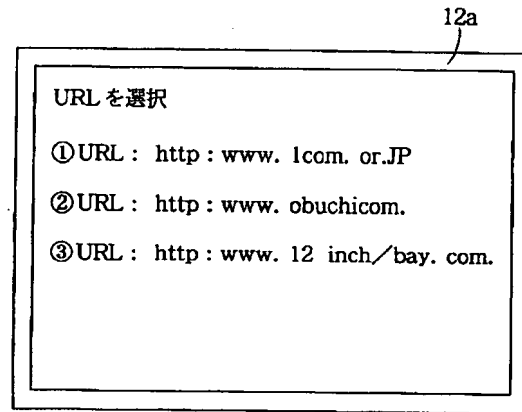 12a
URLを選択
①URL： http : www. 1com. or.JP
②URL： http : www. obuchicom.
③URL： http : www. 12 inch／bay. com.